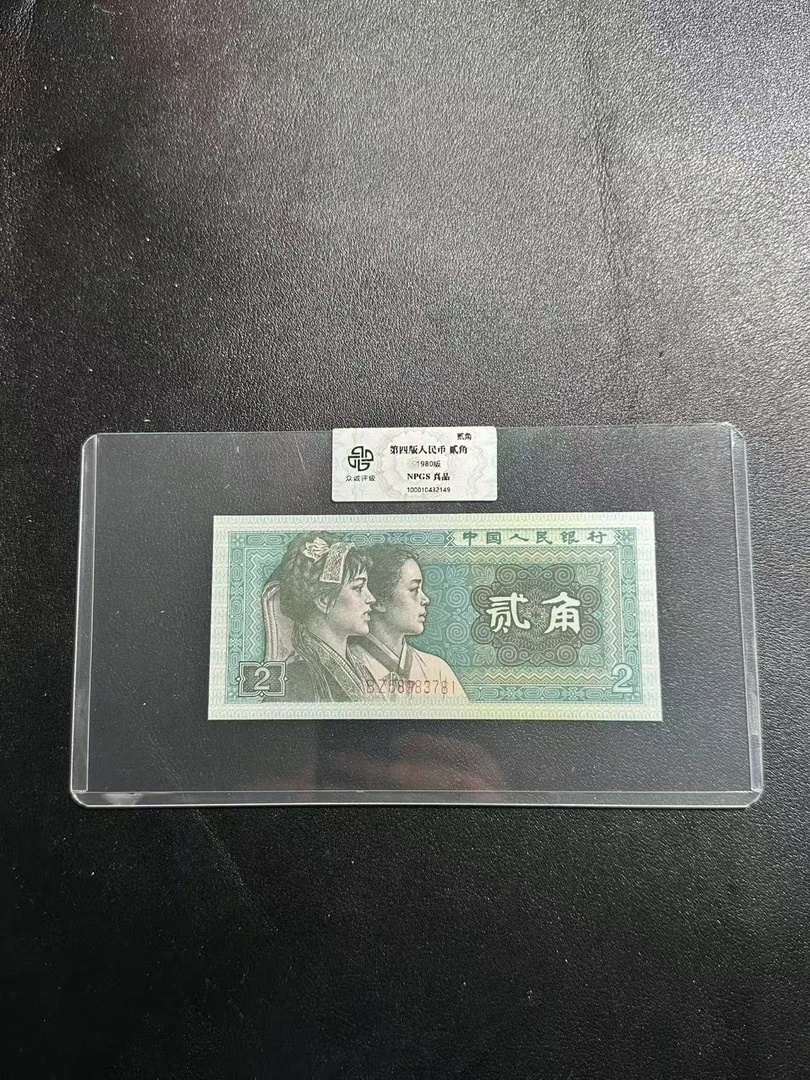 贰角
第四版人民币 贰角
1980版
NPGS 真品
众诚评级
100010432149
中国人民银行
贰角
2
2